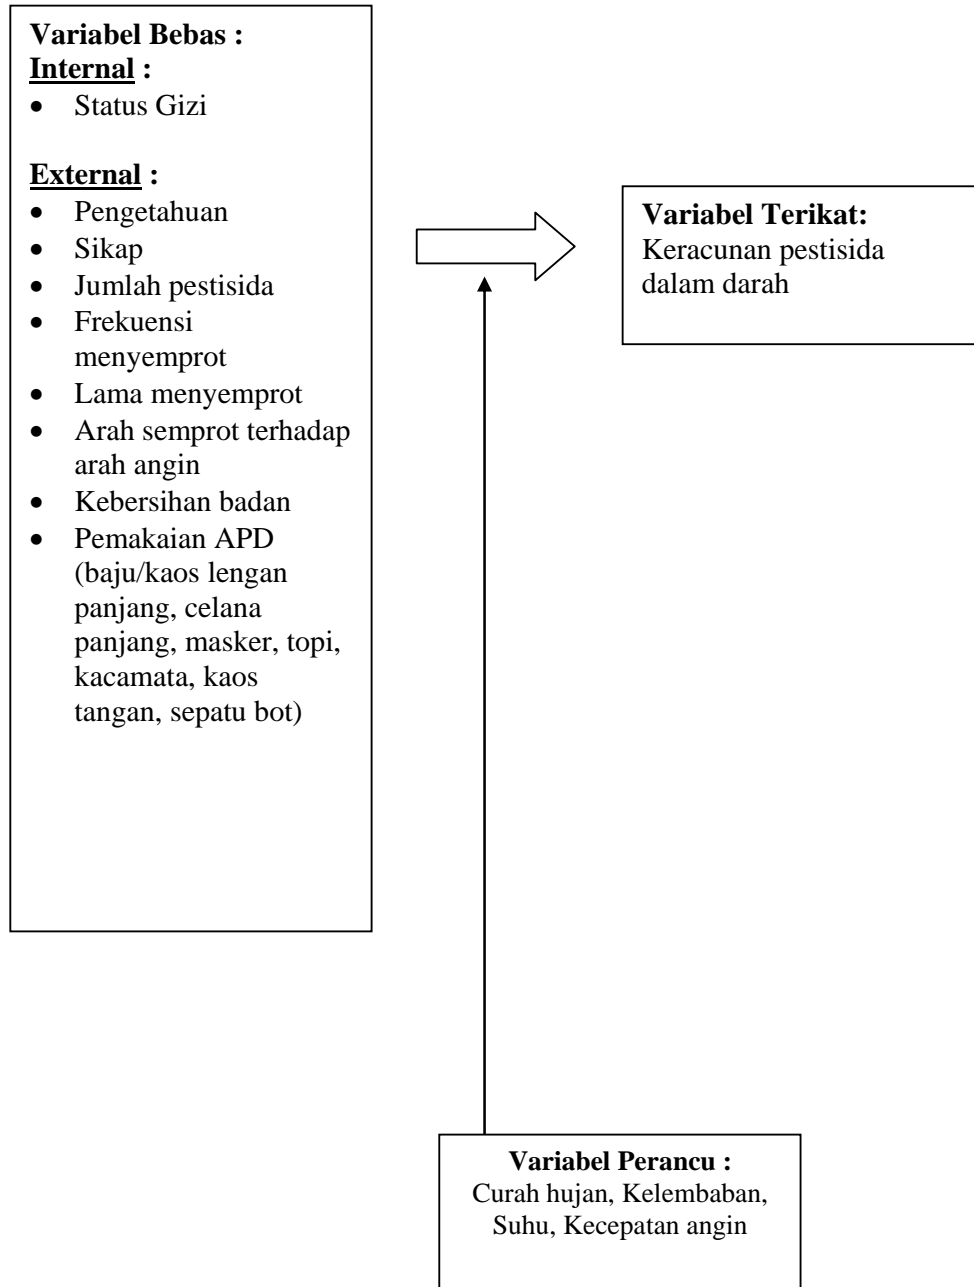 Variabel Bebas :
Internal :
• Status Gizi
External :
• Pengetahuan
• Sikap
• Jumlah pestisida
• Frekuensi
menyemprot
• Lama menyemprot
• Arah semprot terhadap
arah angin
• Kebersihan badan
• Pemakaian APD
(baju/kaos lengan
panjang, celana
panjang, masker, topi,
kacamata, kaos
tangan, sepatu bot)
Variabel Terikat:
Keracunan pestisida
dalam darah
Variabel Perancu :
Curah hujan, Kelembaban,
Suhu, Kecepatan angin